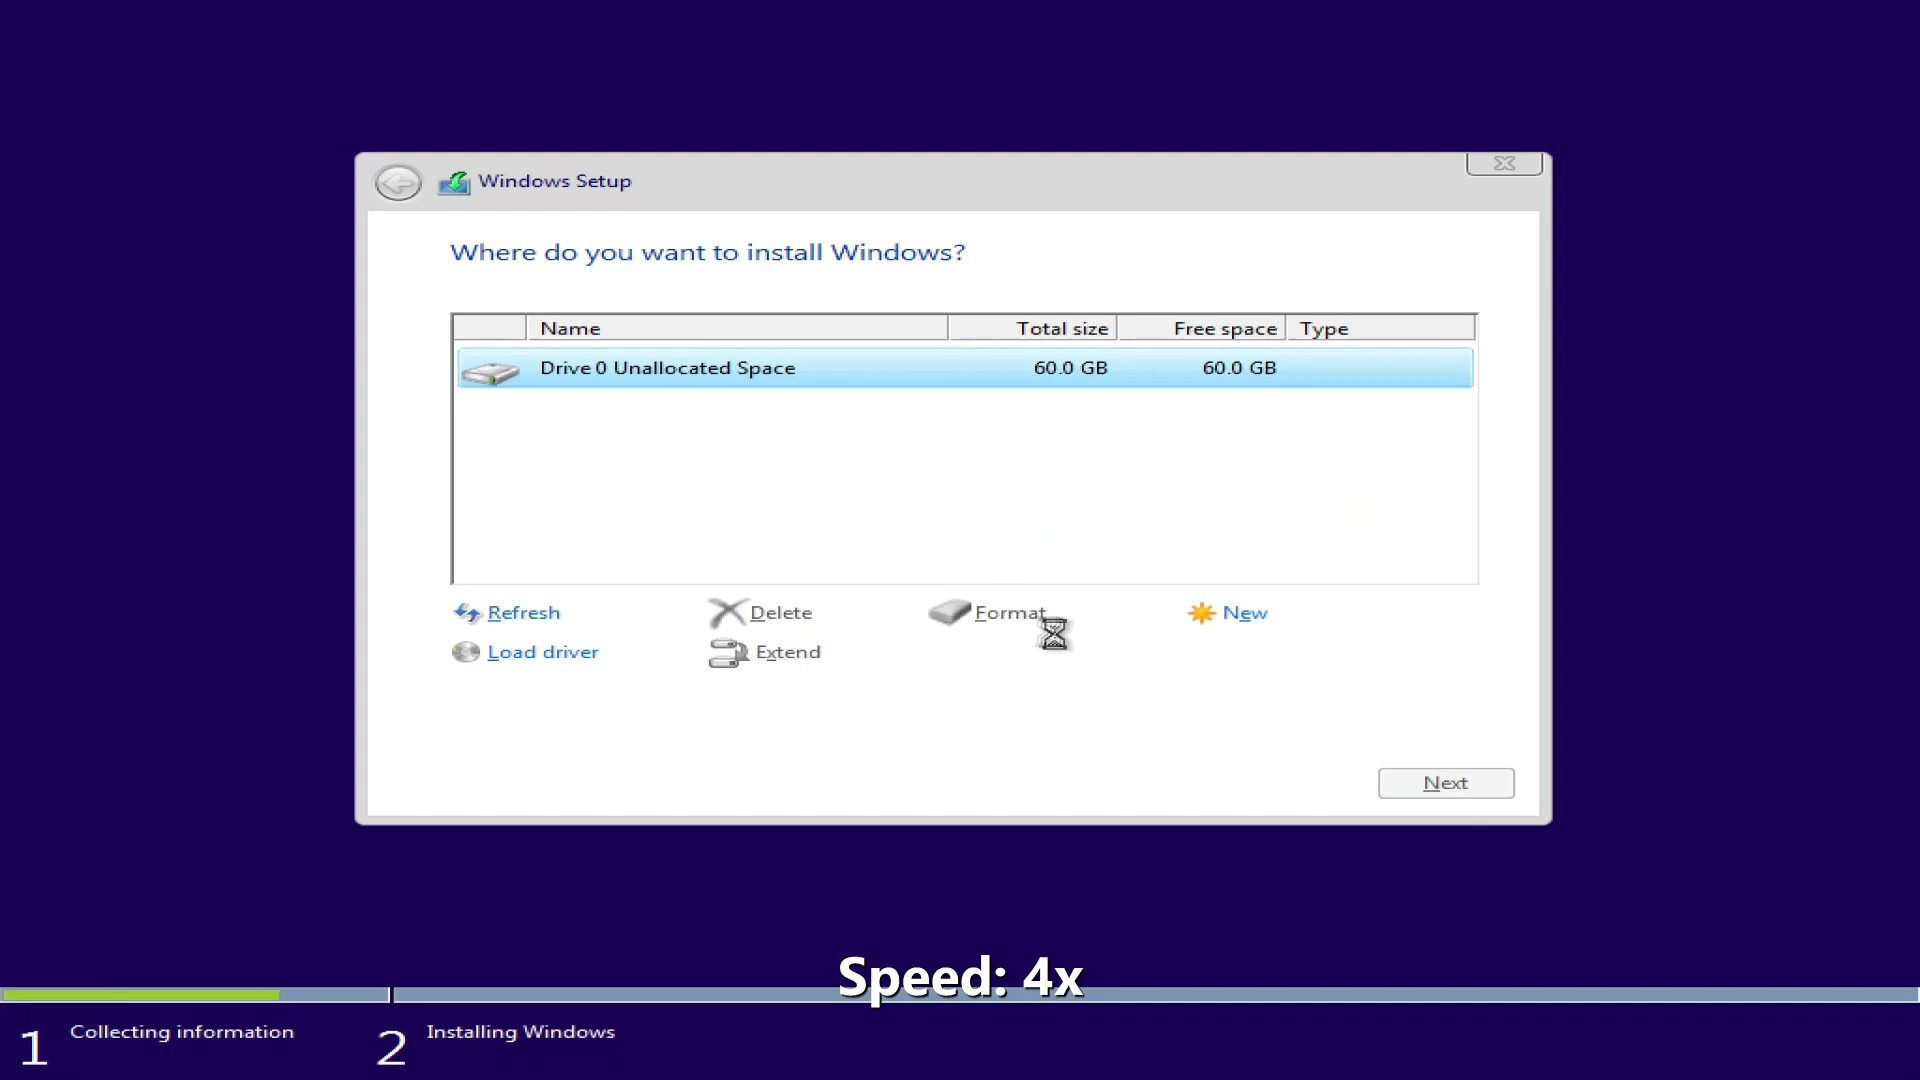 Windows Setup
Where do you want to install Windows?
Name Total size Free space Type
Drive 0 Unallocated Space 60.0 GB 60.0 GB
Refresh Delete Format New
Load driver Extend
Next
Speed: 4x
1 Collecting information 2 Installing Windows